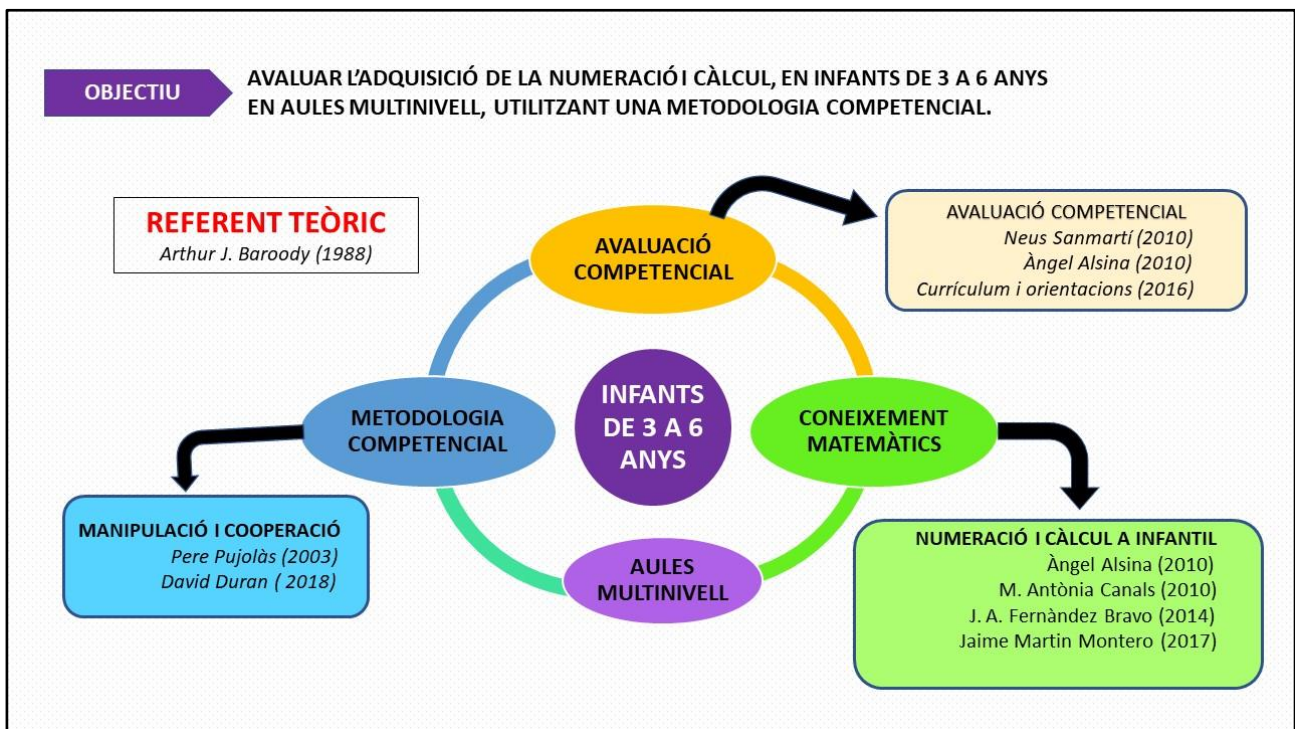 OBJECTIU
AVALUAR L'ADQUISICIÓ DE LA NUMERACIÓ I CÀLCUL, EN INFANTS DE 3 A 6 ANYS
EN AULES MULTINIVELL, UTILITZANT UNA METODOLOGIA COMPETENCIAL.
REFERENT TEÒRIC
Arthur J. Baroody (1988)
AVALUACIÓ
COMPETENCIAL
AVALUACIÓ COMPETENCIAL
Neus Sanmartí (2010)
Àngel Alsina (2010)
Currículum i orientacions (2016)
METODOLOGIA
COMPETENCIAL
INFANTS
DE 3 A 6
ANYS
CONEIXEMENT
MATEMÀTICS
MANIPULACIÓ I COOPERACIÓ
Pere Pujolàs (2003)
David Duran ( 2018)
AULES
MULTINIVELL
NUMERACIÓ I CÀLCUL A INFANTIL
Àngel Alsina (2010)
M. Antònia Canals (2010)
J. A. Fernàndez Bravo (2014)
Jaime Martin Montero (2017)